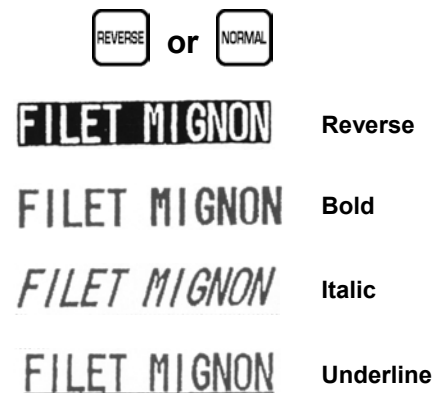 REVERSE or NORMAL
FILET MIGNON Reverse
FILET MIGNON Bold
FILET MIGNON Italic
FILET MIGNON Underline